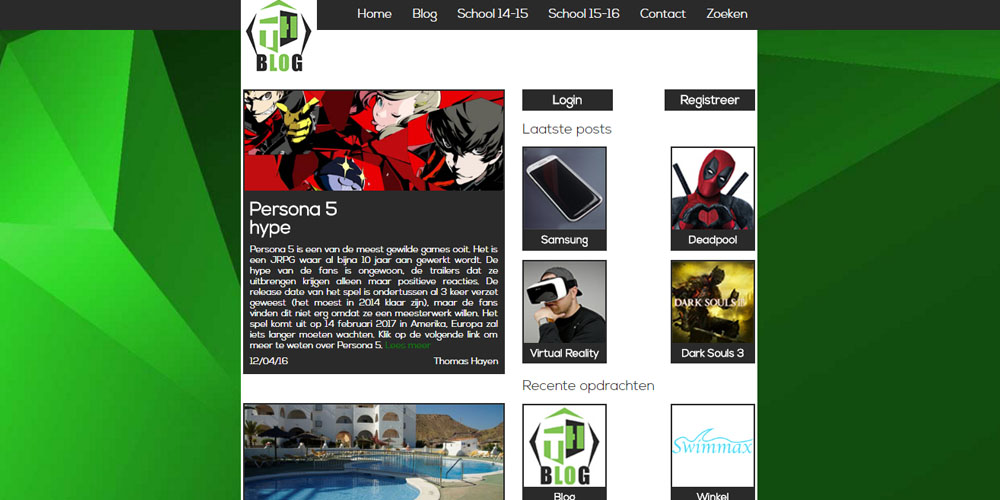 Home Blog School 14-15 School 15-16 Contact Zoeken
TH
BLOG
Persona 5
hype
Persona 5 is een van de meest gewilde games ooit. Het is
een JRPG waar al bijna 10 jaar aan gewerkt wordt. De
hype van de fans is ongewoon, de trailers dat ze
uitbrengen krijgen alleen maar positieve reacties. De
release date van het spel is ondertussen al 3 keer verzet
geweest (het moest in 2014 klaar zijn), maar de fans
vinden dit niet erg omdat ze een meesterwerk willen. Het
spel komt uit op 14 februari 2017 in Amerika, Europa zal
iets langer moeten wachten. Klik op de volgende link om
meer te weten over Persona 5. Lees meer
12/04/16 Thomas Hayen
Login Registreer
Laatste posts
Samsung Deadpool
DARK SOULS III
Virtual Reality Dark Souls 3
Recente opdrachten
TH
BLOG
Swimmax
Blog Winkel